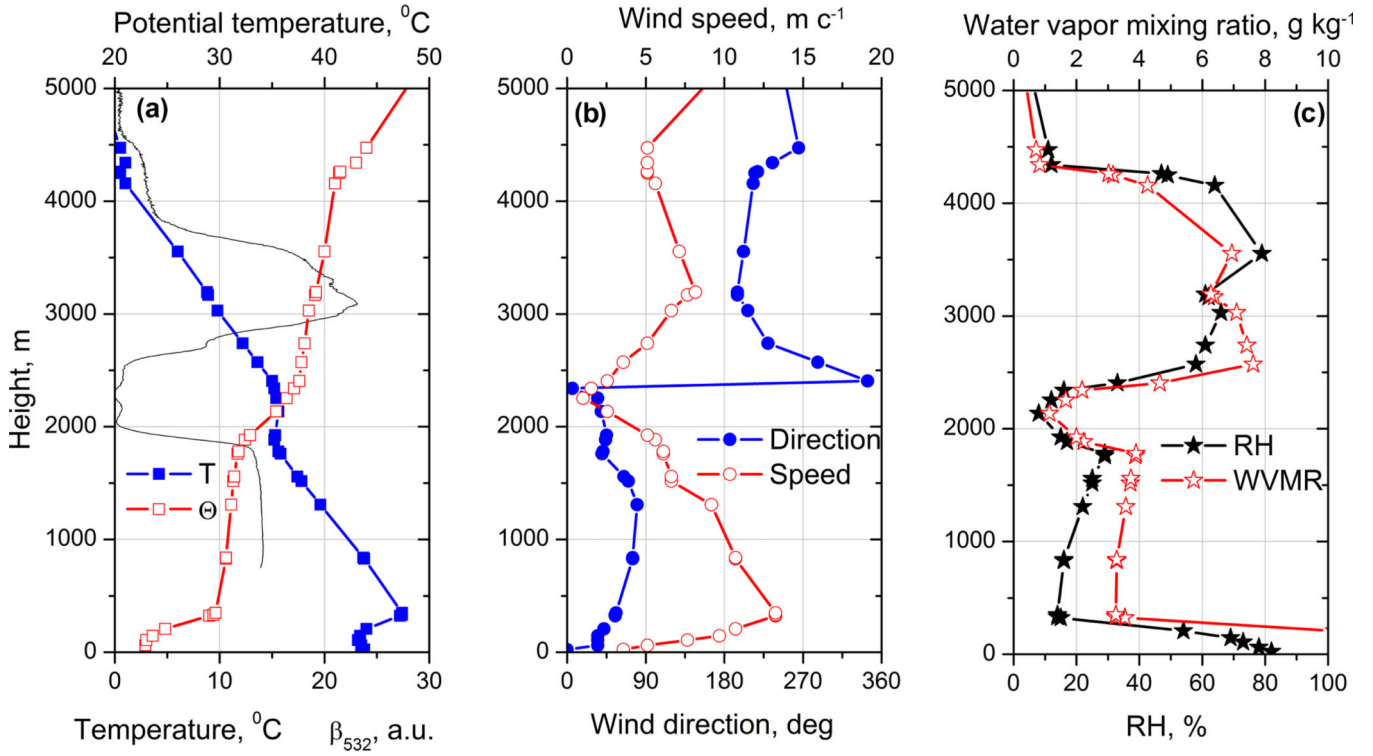 Potential temperature, ⁰C
20 30 40 50
Wind speed, m c⁻¹
0 5 10 15 20
Water vapor mixing ratio, g kg⁻¹
0 2 4 6 8 10
Height, m
5000
4000
3000
2000
1000
0
(a)
T
Θ
0 10 20 30
Temperature, ⁰C β₅₃₂, a.u.
5000
4000
3000
2000
1000
0
(b)
Direction
Speed
0 90 180 270 360
Wind direction, deg
5000
4000
3000
2000
1000
0
(c)
RH
WVMR
0 20 40 60 80 100
RH, %